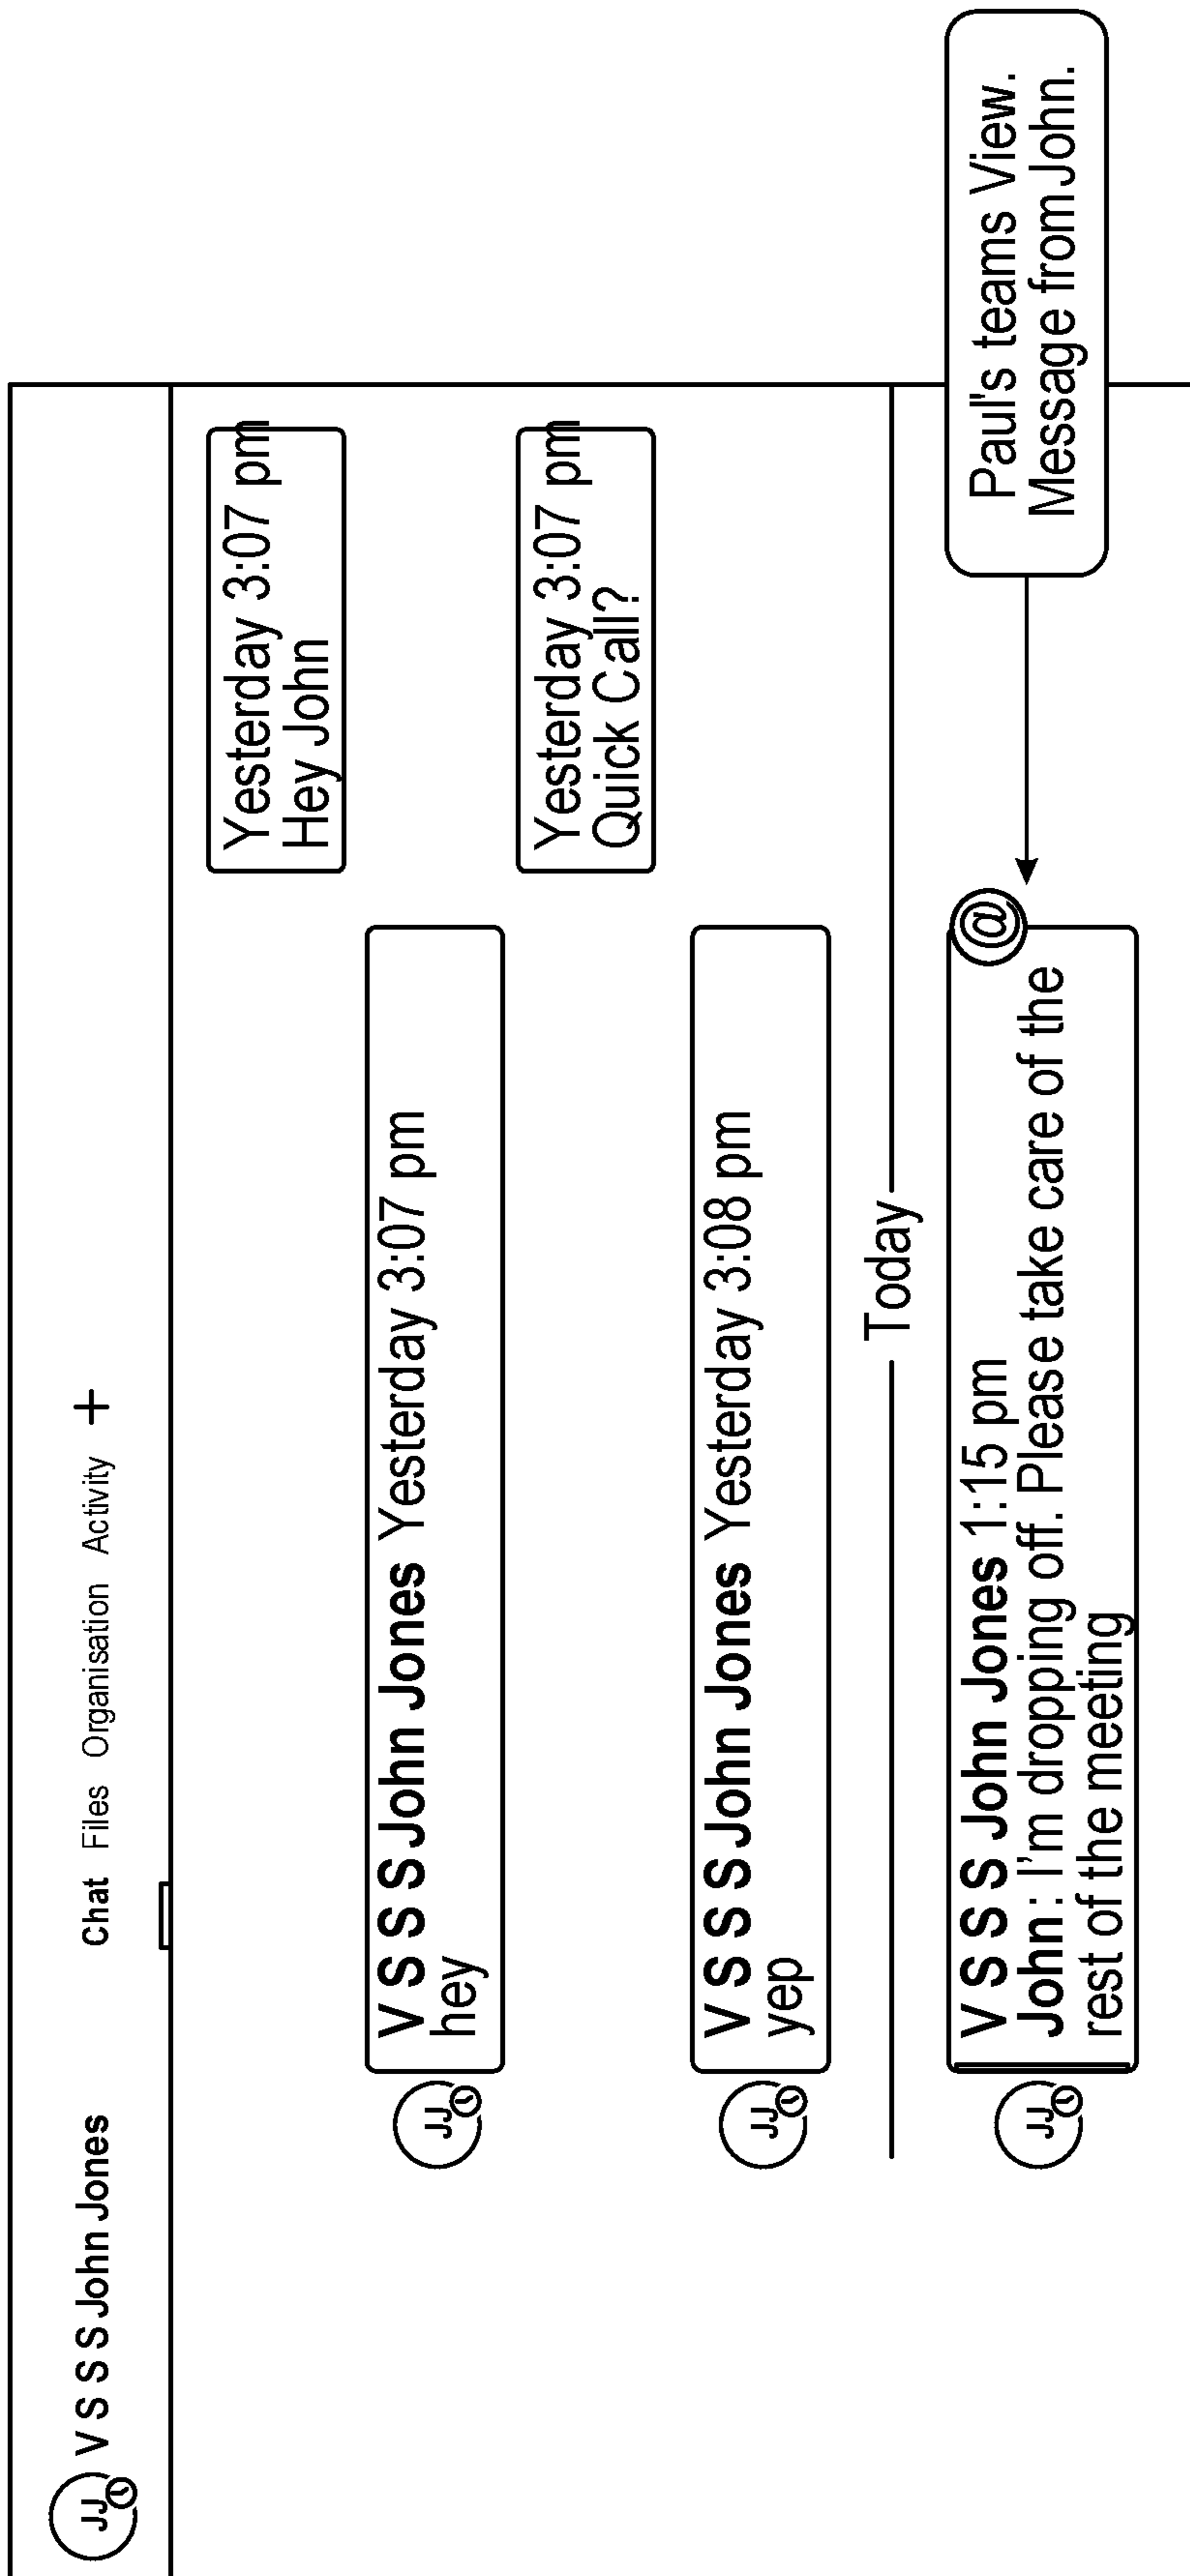 JJ V S S S John Jones Chat Files Organisation Activity +
Yesterday 3:07 pm
Hey John
V S S S John Jones Yesterday 3:07 pm
hey
JJ
Yesterday 3:07 pm
Quick Call?
V S S S John Jones Yesterday 3:08 pm
yep
JJ
Today
V S S S John Jones 1:15 pm
John : I'm dropping off. Please take care of the
rest of the meeting
JJ
@
Paul's teams View.
Message from John.